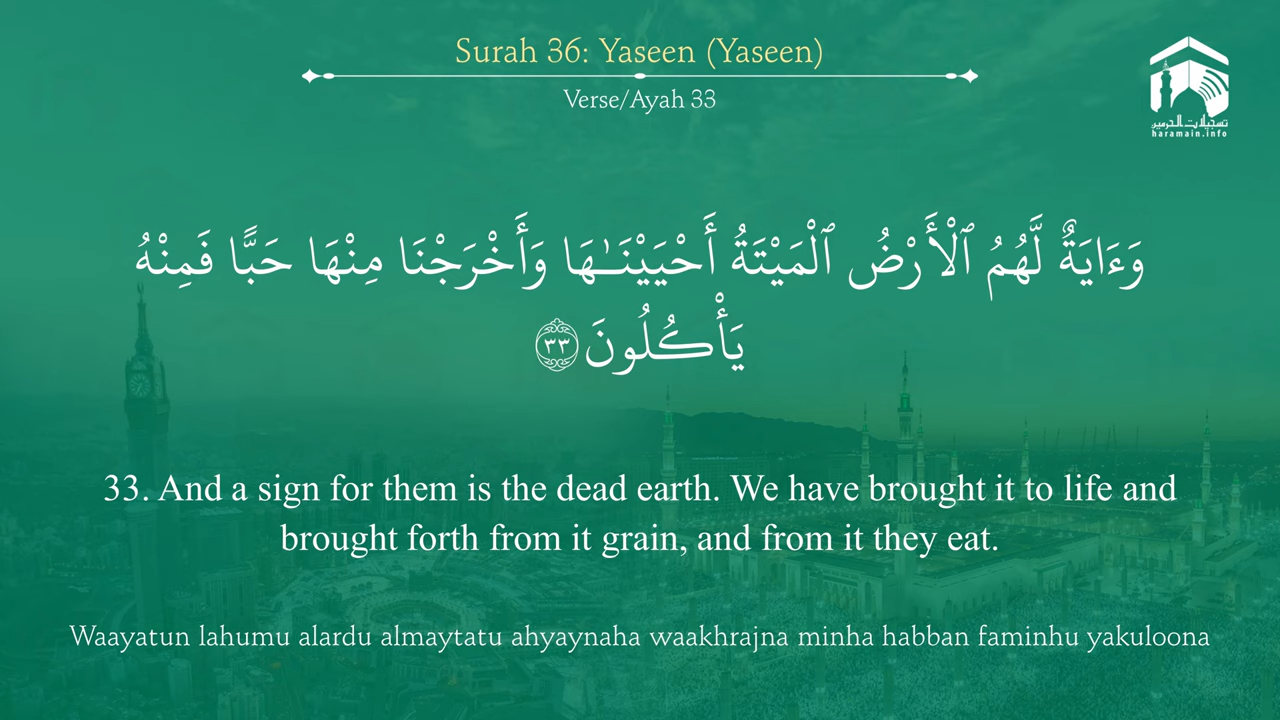 Surah 36: Yaseen (Yaseen)
Verse/Ayah 33
تسجيلات الحرمين
haramain.info
وَءَايَةٌ لَّهُمُ ٱلْأَرْضُ ٱلْمَيْتَةُ أَحْيَيْنَـٰهَا وَأَخْرَجْنَا مِنْهَا حَبًّا فَمِنْهُ
يَأْكُلُونَ ٣٣
33. And a sign for them is the dead earth. We have brought it to life and
brought forth from it grain, and from it they eat.
Waayatun lahumu alardu almaytatu ahyaynaha waakhrajna minha habban faminhu yakuloona